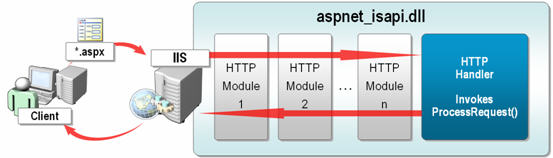 aspnet_isapi.dll
*.aspx
IIS
Client
HTTP
Module
1
HTTP
Module
2
...
HTTP
Module
n
HTTP
Handler
Invokes
ProcessRequest()